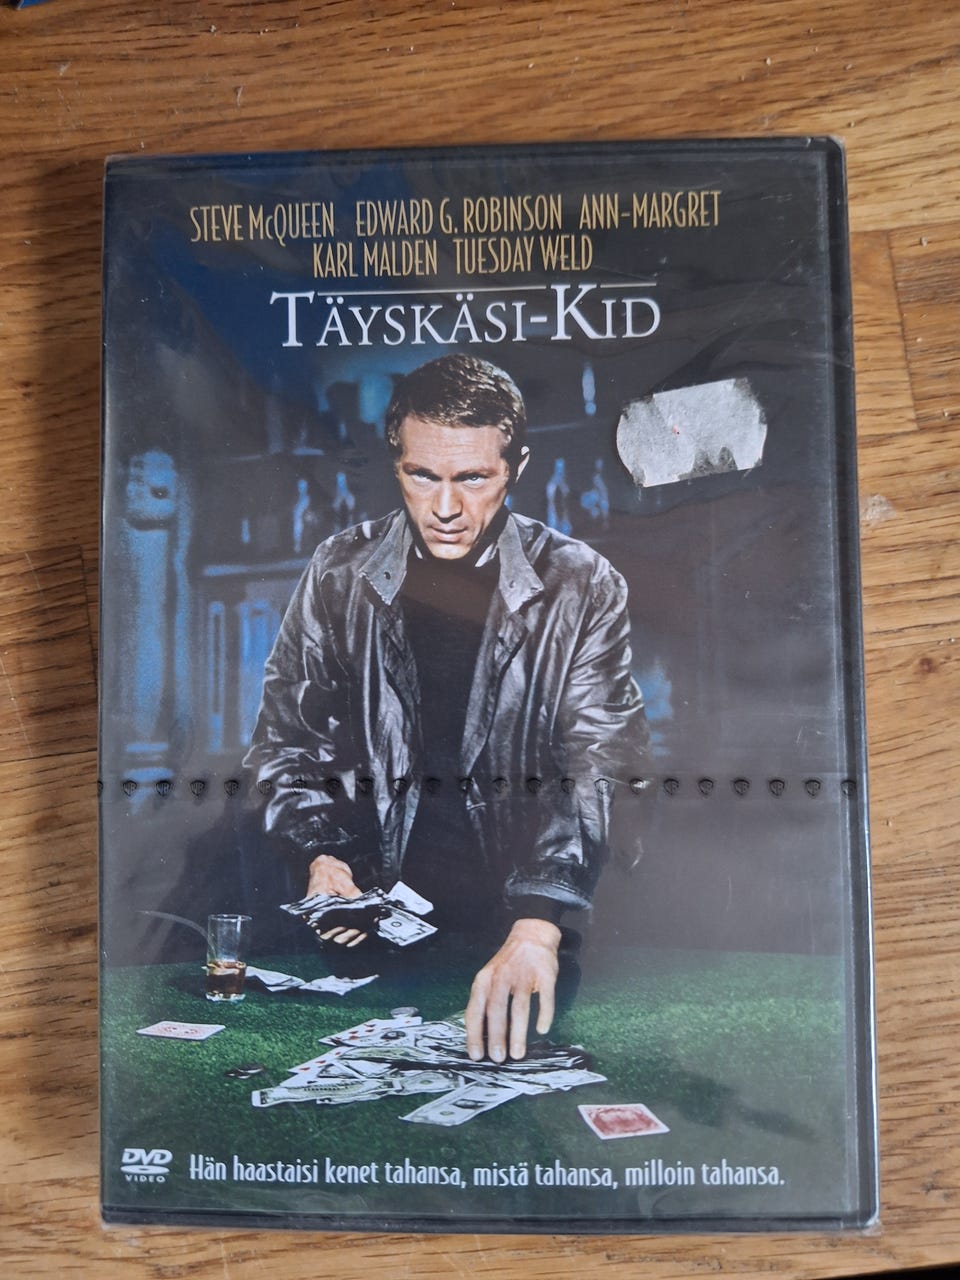 STEVE McQUEEN EDWARD G. ROBINSON ANN-MARGRET
KARL MALDEN TUESDAY WELD
TÄYSKÄSI-KID
DVD
VIDEO
Hän haastaisi kenet tahansa, mistä tahansa, milloin tahansa.